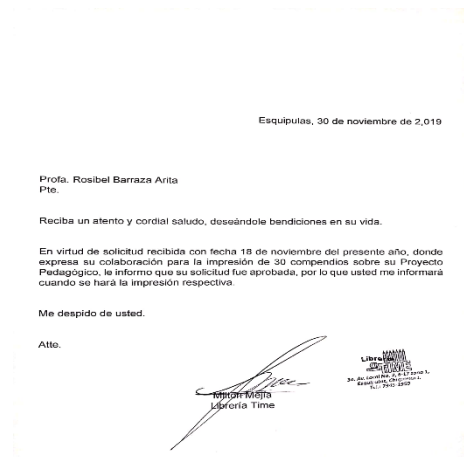 Esquipulas, 30 de noviembre de 2,019
Profa. Rosibel Barraza Arita
Pte.
Reciba un atento y cordial saludo, deseándole bendiciones en su vida.
En virtud de solicitud recibida con fecha 18 de noviembre del presente año, donde
expresa su colaboración para la impresión de 30 compendios sobre su Proyecto
Pedagógico, le informo que su solicitud fue aprobada, por lo que usted me informará
cuando se hará la impresión respectiva.
Me despido de usted.
Atte.
Milton Mejía
Librería Time
Librería